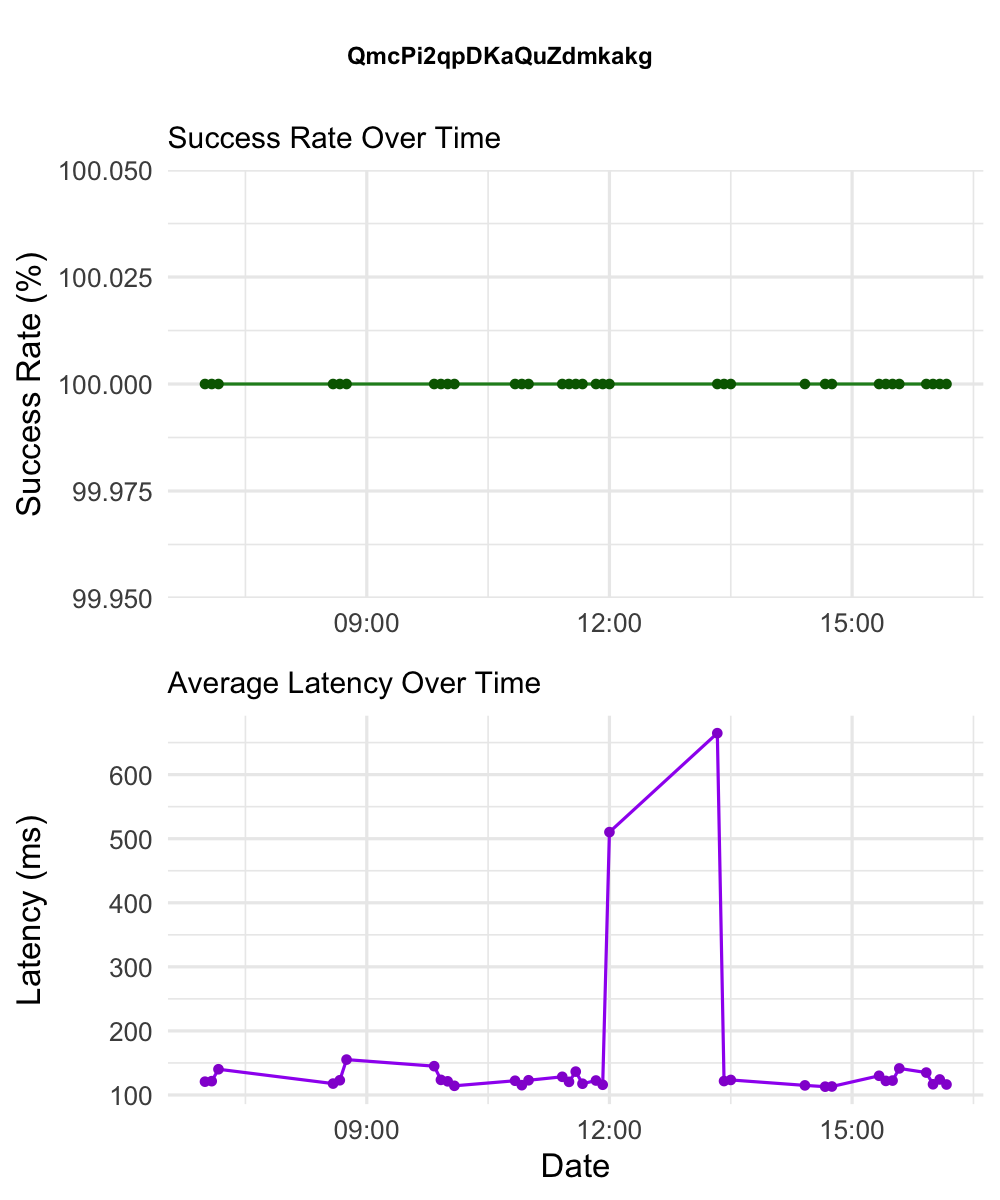 QmcPi2qpDKaQuZdmkakg
Success Rate Over Time
Success Rate (%)
100.050
100.025
100.000
99.975
99.950
09:00 12:00 15:00
Average Latency Over Time
Latency (ms)
600
500
400
300
200
100
09:00 12:00 15:00
Date